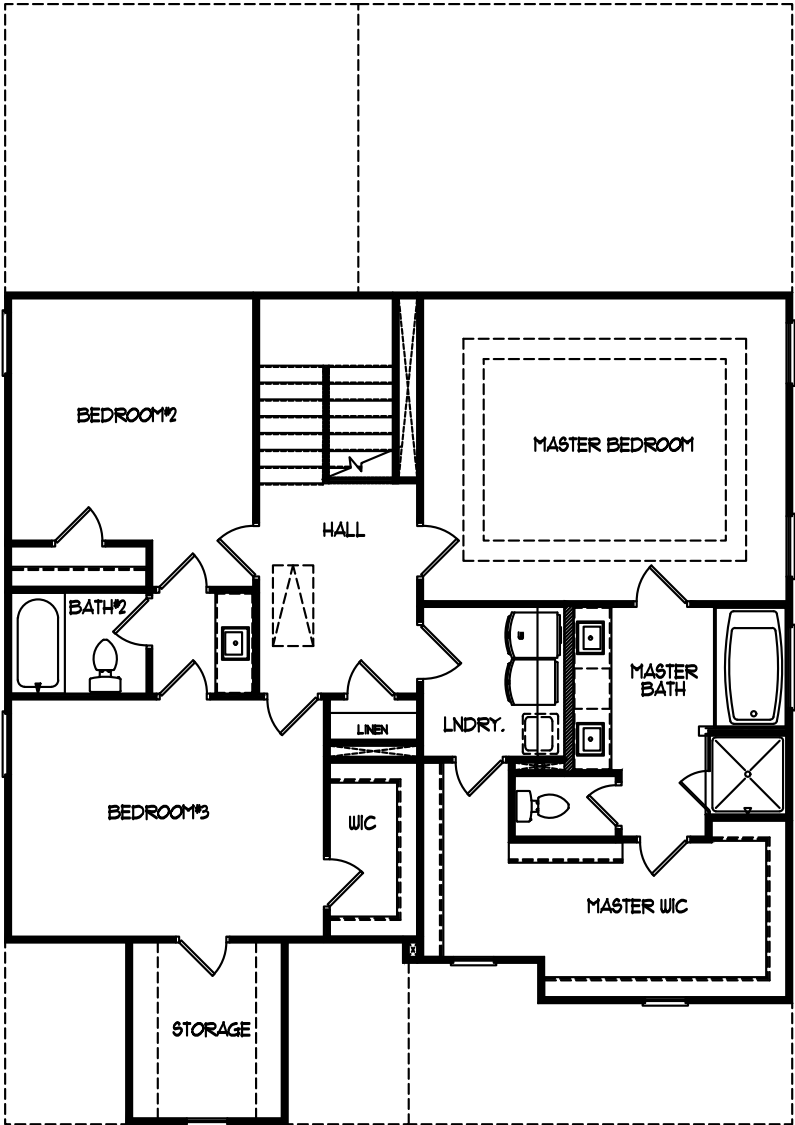 BEDROOM#2
MASTER BEDROOM
HALL
BATH#2
MASTER
BATH
LNDRY.
LINEN
BEDROOM#3
WIC
MASTER WIC
STORAGE